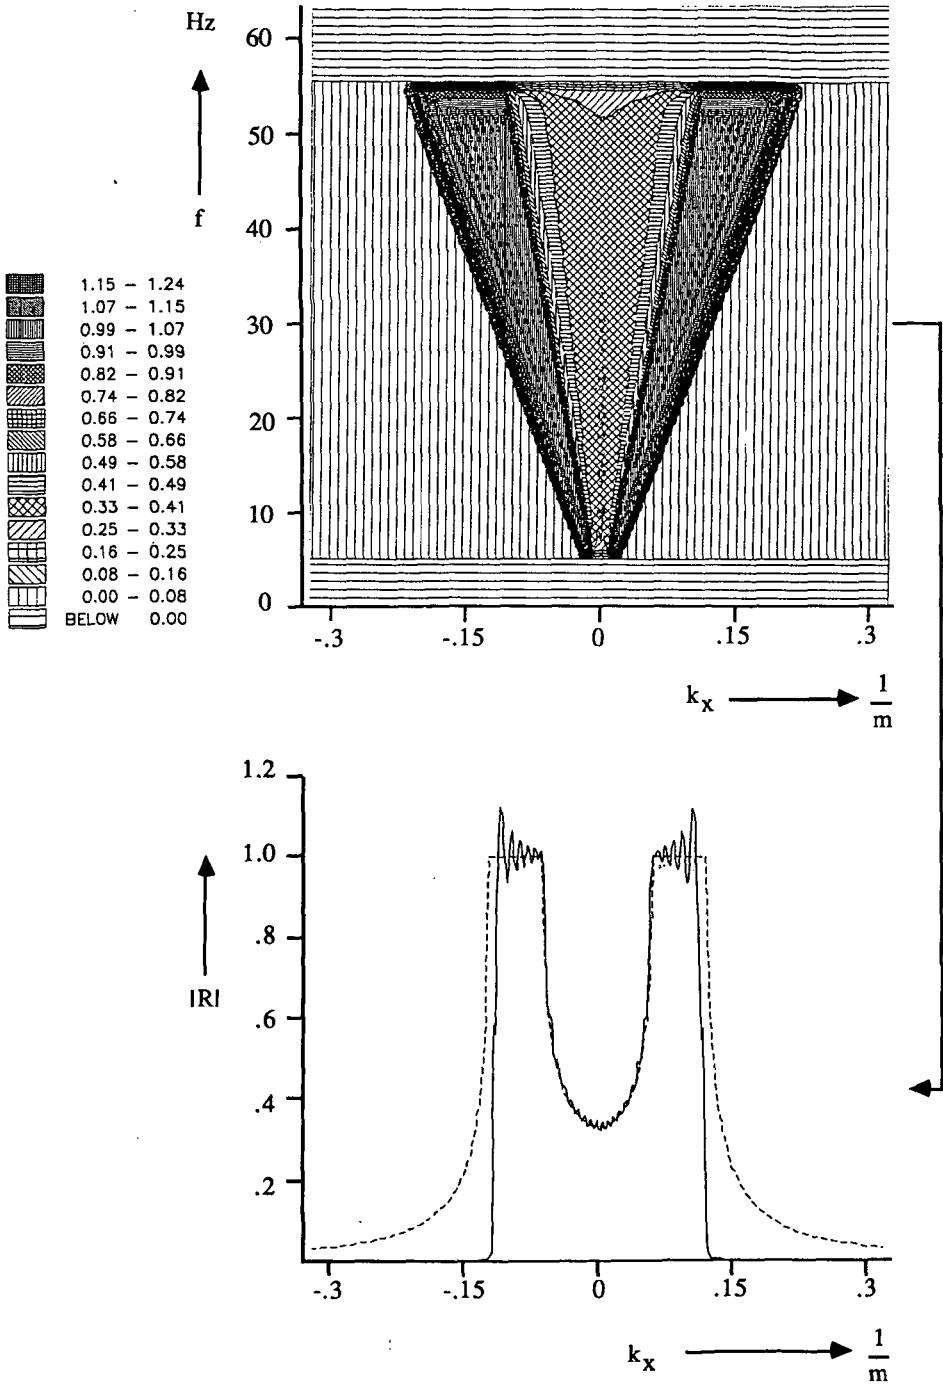 Hz
60
50
f
40
1.15 – 1.24
1.07 – 1.15
0.99 – 1.07
0.91 – 0.99
0.82 – 0.91
0.74 – 0.82
0.66 – 0.74
0.58 – 0.66
0.49 – 0.58
0.41 – 0.49
0.33 – 0.41
0.25 – 0.33
0.16 – 0.25
0.08 – 0.16
0.00 – 0.08
BELOW 0.00
30
20
10
0
-.3 -.15 0 .15 .3
kx 1/m
1.2
1.0
.8
|R|
.6
.4
.2
-.3 -.15 0 .15 .3
kx 1/m